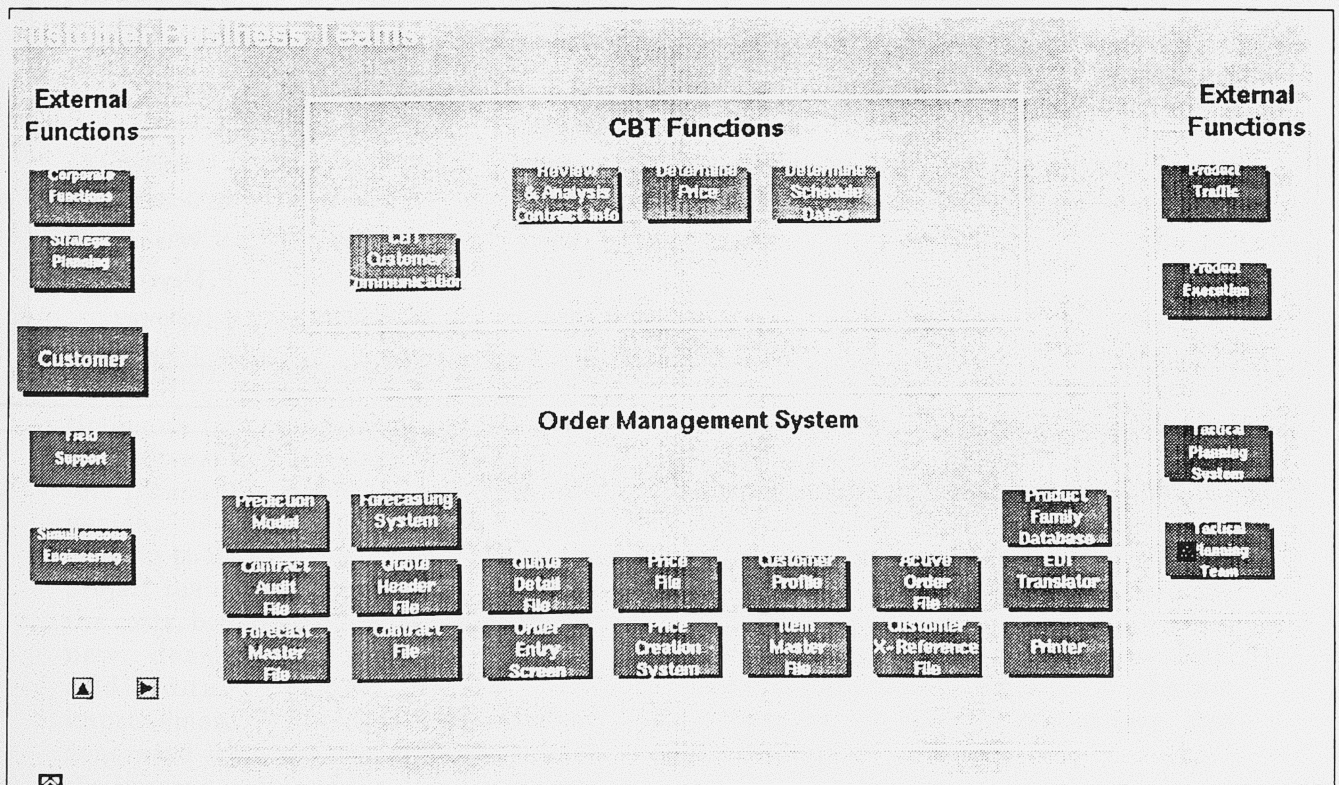 Customer Business Teams
External
Functions
CBT Functions
External
Functions
Corporate
Functions
Strategic
Planning
Customer
Field
Support
Simultaneous
Engineering
Review
& Analysis
Contract Info
Determine
Price
Determine
Schedule
Dates
CBT
Customer
Communication
Product
Traffic
Product
Execution
Tactical
Planning
System
Tactical
Planning
Team
Order Management System
Prediction
Model
Forecasting
System
Product
Family
Database
Contract
Audit
File
Quote
Header
File
Quote
Detail
File
Price
File
Customer
Profile
Active
Order
File
EDI
Translator
Forecast
Master
File
Contract
File
Order
Entry
Screen
Price
Creation
System
Item
Master
File
Customer
X-Reference
File
Printer